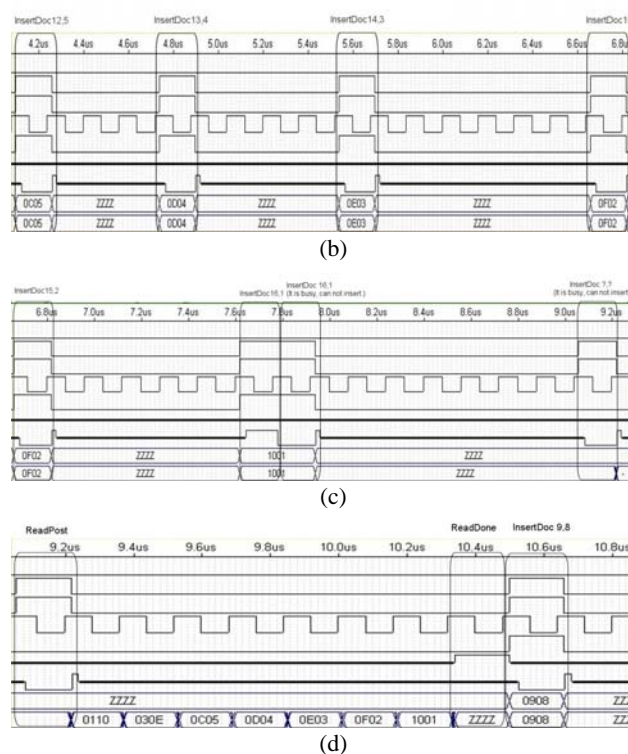 InsertDoc12,5 InsertDoc13,4 InsertDoc14,3 InsertDoc1
4.2us 4.4us 4.6us 4.8us 5.0us 5.2us 5.4us 5.6us 5.8us 6.0us 6.2us 6.4us 6.6us 6.8u
0C05 ZZZZ 0D04 ZZZZ 0E03 ZZZZ 0F02
0C05 ZZZZ 0D04 ZZZZ 0E03 ZZZZ 0F02
(b)
InsertDoc 16,1
InsertDoc ?,?
InsertDoc15,2 InsertDoc16,1 (It is busy, can not insert )
(It is busy, can not insert
6.8us 7.0us 7.2us 7.4us 7.6us 7.8us 8.0us 8.2us 8.4us 8.6us 8.8us 9.0us 9.2us
0F02 ZZZZ 1001 ZZZZ
0F02 ZZZZ 1001 ZZZZ -
(c)
ReadPost ReadDone InsertDoc 9,8
9.2us 9.4us 9.6us 9.8us 10.0us 10.2us 10.4us 10.6us 10.8u
ZZZZ 0908 ZZZ
0110 030E 0C05 0D04 0E03 0F02 1001 ZZZZ 0908 ZZZ
(d)